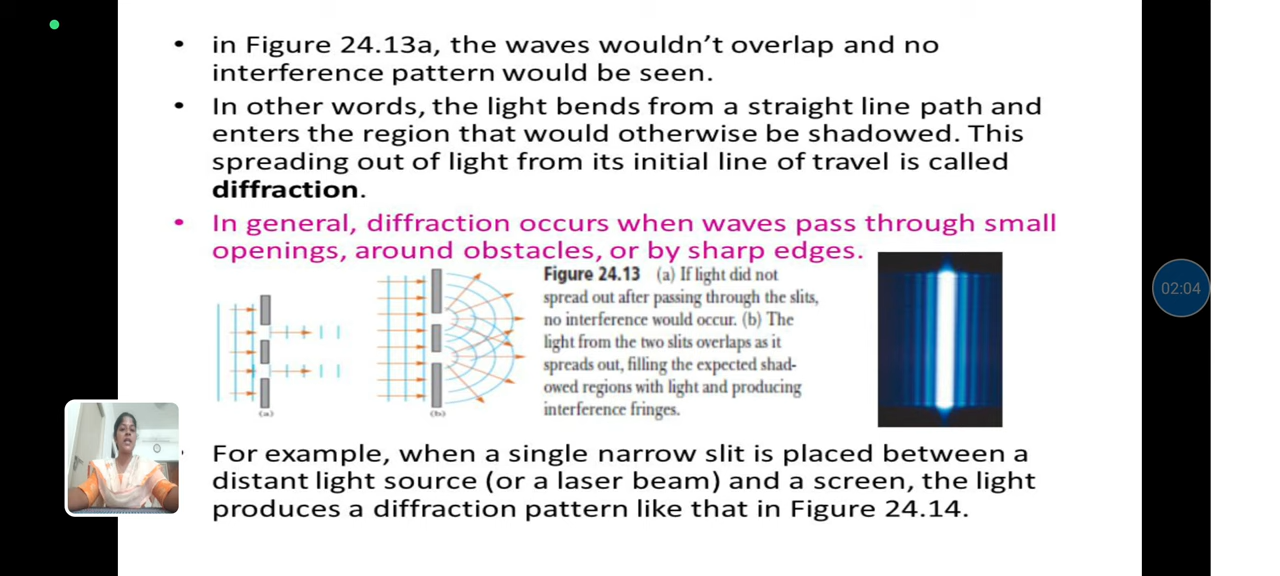 • in Figure 24.13a, the waves wouldn’t overlap and no
interference pattern would be seen.
• In other words, the light bends from a straight line path and
enters the region that would otherwise be shadowed. This
spreading out of light from its initial line of travel is called
diffraction.
• In general, diffraction occurs when waves pass through small
openings, around obstacles, or by sharp edges.
Figure 24.13 (a) If light did not
spread out after passing through the slits,
no interference would occur. (b) The
light from the two slits overlaps as it
spreads out, filling the expected shad-
owed regions with light and producing
interference fringes.
(a)
(b)
02:04
For example, when a single narrow slit is placed between a
distant light source (or a laser beam) and a screen, the light
produces a diffraction pattern like that in Figure 24.14.